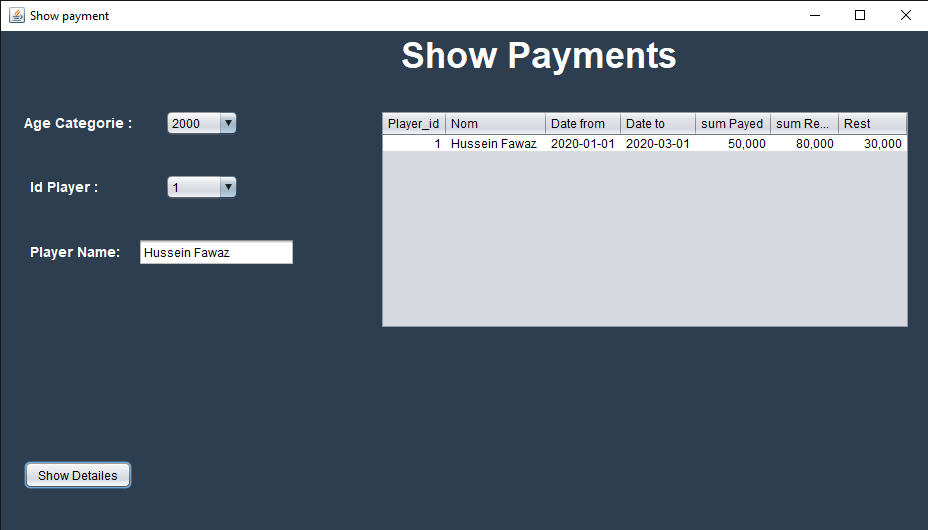 Show payment
Show Payments
Age Categorie : 2000
Id Player : 1
Player Name: Hussein Fawaz
Player_id Nom Date from Date to sum Payed sum Re... Rest
1 Hussein Fawaz 2020-01-01 2020-03-01 50,000 80,000 30,000
Show Detailes